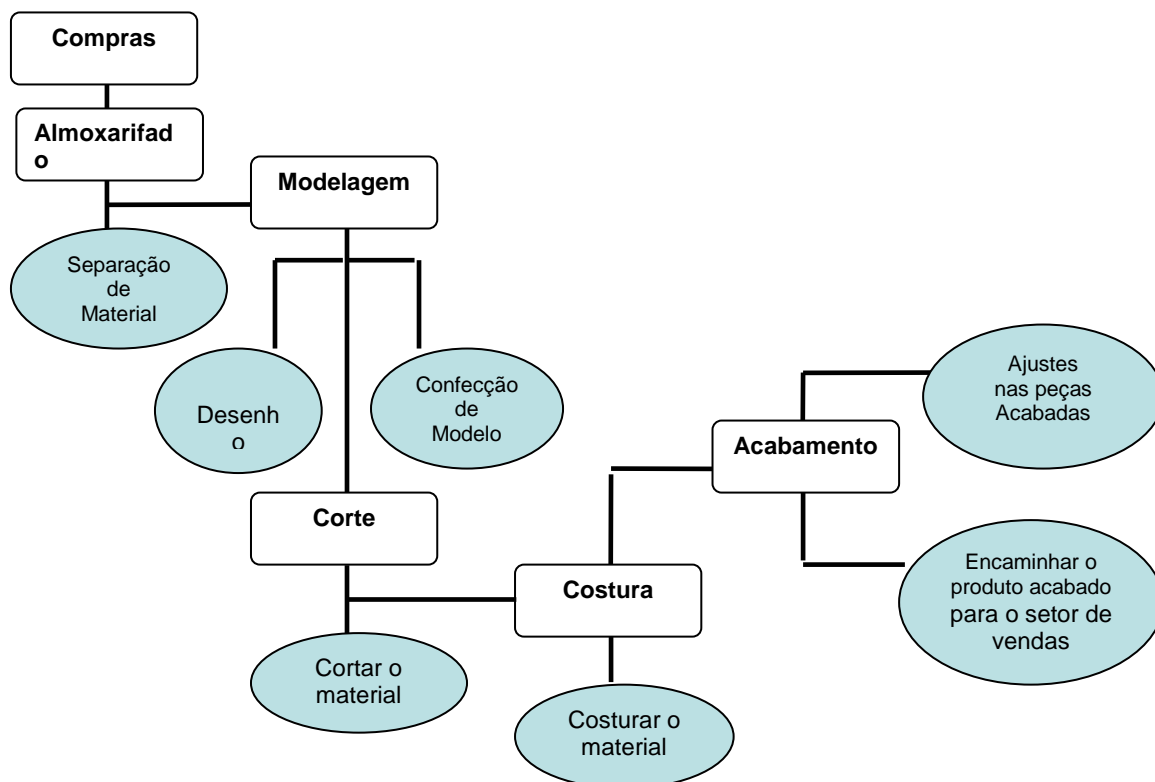 Compras
Almoxarifad
o
Modelagem
Separação
de
Material
Desenh
o
Confecção
de
Modelo
Ajustes
nas peças
Acabadas
Acabamento
Corte
Costura
Encaminhar o
produto acabado
para o setor de
vendas
Cortar o
material
Costurar o
material